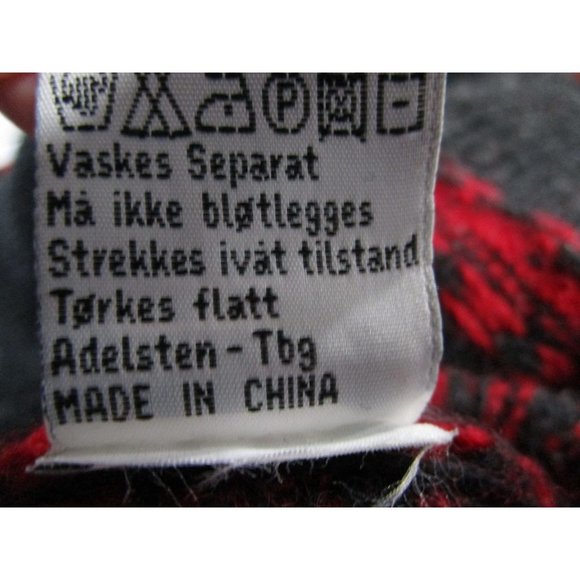 Vaskes Separat
Må ikke bløtlegges
Strekkes ivåt tilstand
Tørkes flatt
Adelsten - Tbg
MADE IN CHINA